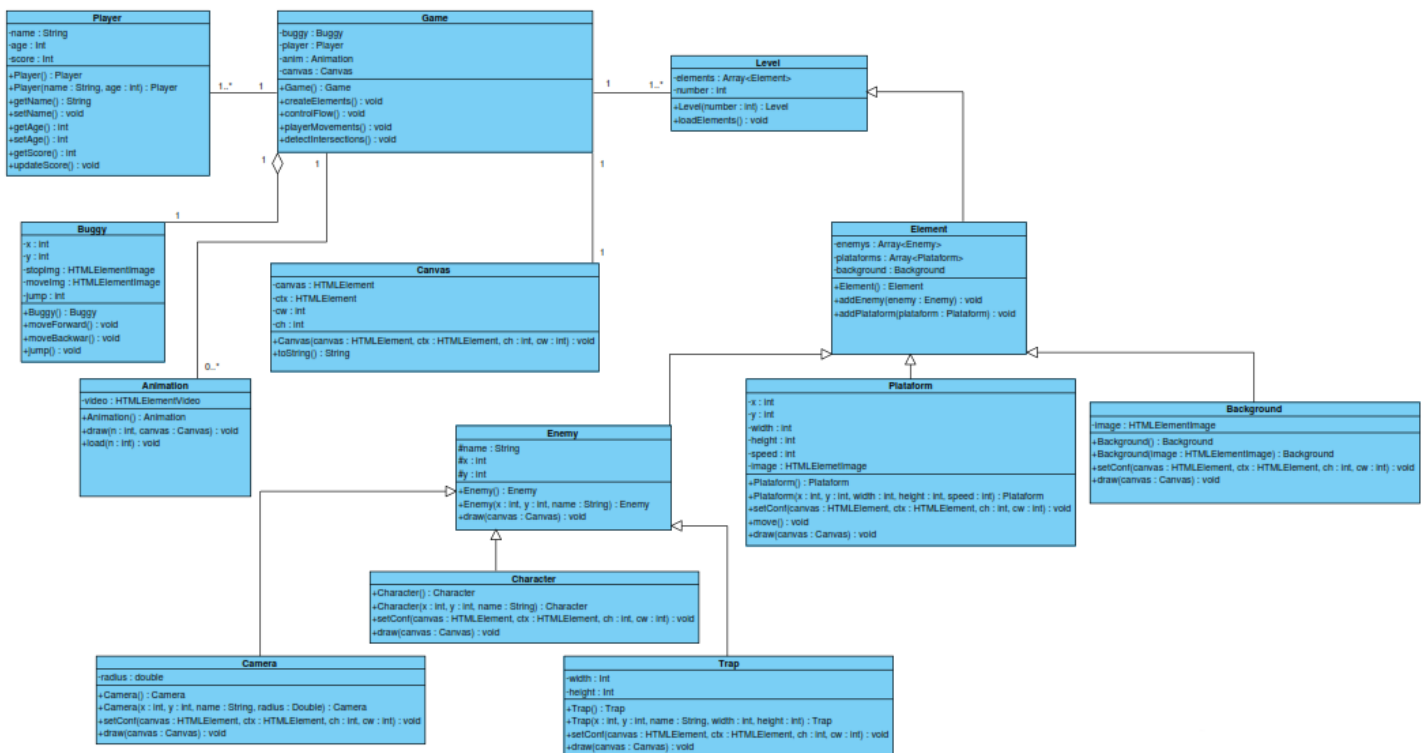 Player
-name : String
-age : Int
-score : Int
+Player() : Player
+Player(name : String, age : int) : Player
+getName() : String
+setName() : void
+getAge() : int
+setAge() : int
+getScore() : int
+updateScore() : void
1..*
1
Game
-buggy : Buggy
-player : Player
-anim : Animation
-canvas : Canvas
+Game() : Game
+createElements() : void
+controlFlow() : void
+playerMovements() : void
+detectIntersections() : void
1
1..*
Level
-elements : Array<Element>
-number : int
+Level(number : int) : Level
+loadElements() : void
1
1
1
1
1
0..*
Buggy
-x : int
-y : int
-stopImg : HTMLElementImage
-moveImg : HTMLElementImage
-jump : int
+Buggy() : Buggy
+moveForward() : void
+moveBackwar() : void
+jump() : void
Canvas
-canvas : HTMLElement
-ctx : HTMLElement
-cw : int
-ch : int
+Canvas(canvas : HTMLElement, ctx : HTMLElement, ch : int, cw : int) : void
+toString() : String
Element
-enemys : Array<Enemy>
-plataforms : Array<Plataform>
-background : Background
+Element() : Element
+addEnemy(enemy : Enemy) : void
+addPlataform(plataform : Plataform) : void
Animation
-video : HTMLElementVideo
+Animation() : Animation
+draw(n : int, canvas : Canvas) : void
+load(n : int) : void
Enemy
#name : String
#x : int
#y : int
+Enemy() : Enemy
+Enemy(x : int, y : int, name : String) : Enemy
+draw(canvas : Canvas) : void
Plataform
-x : int
-y : int
-width : int
-height : int
-speed : int
-image : HTMLElemetImage
+Plataform() : Plataform
+Plataform(x : int, y : int, width : int, height : int, speed : int) : Plataform
+setConf(canvas : HTMLElement, ctx : HTMLElement, ch : int, cw : int) : void
+move() : void
+draw(canvas : Canvas) : void
Background
-image : HTMLElementImage
+Background() : Background
+Background(image : HTMLElementImage) : Background
+setConf(canvas : HTMLElement, ctx : HTMLElement, ch : int, cw : int) : void
+draw(canvas : Canvas) : void
Character
+Character() : Character
+Character(x : int, y : int, name : String) : Character
+setConf(canvas : HTMLElement, ctx : HTMLElement, ch : int, cw : int) : void
+draw(canvas : Canvas) : void
Camera
-radius : double
+Camera() : Camera
+Camera(x : int, y : int, name : String, radius : Double) : Camera
+setConf(canvas : HTMLElement, ctx : HTMLElement, ch : int, cw : int) : void
+draw(canvas : Canvas) : void
Trap
-width : Int
-height : Int
+Trap() : Trap
+Trap(x : int, y : int, name : String, width : int, height : int) : Trap
+setConf(canvas : HTMLElement, ctx : HTMLElement, ch : int, cw : int) : void
+draw(canvas : Canvas) : void